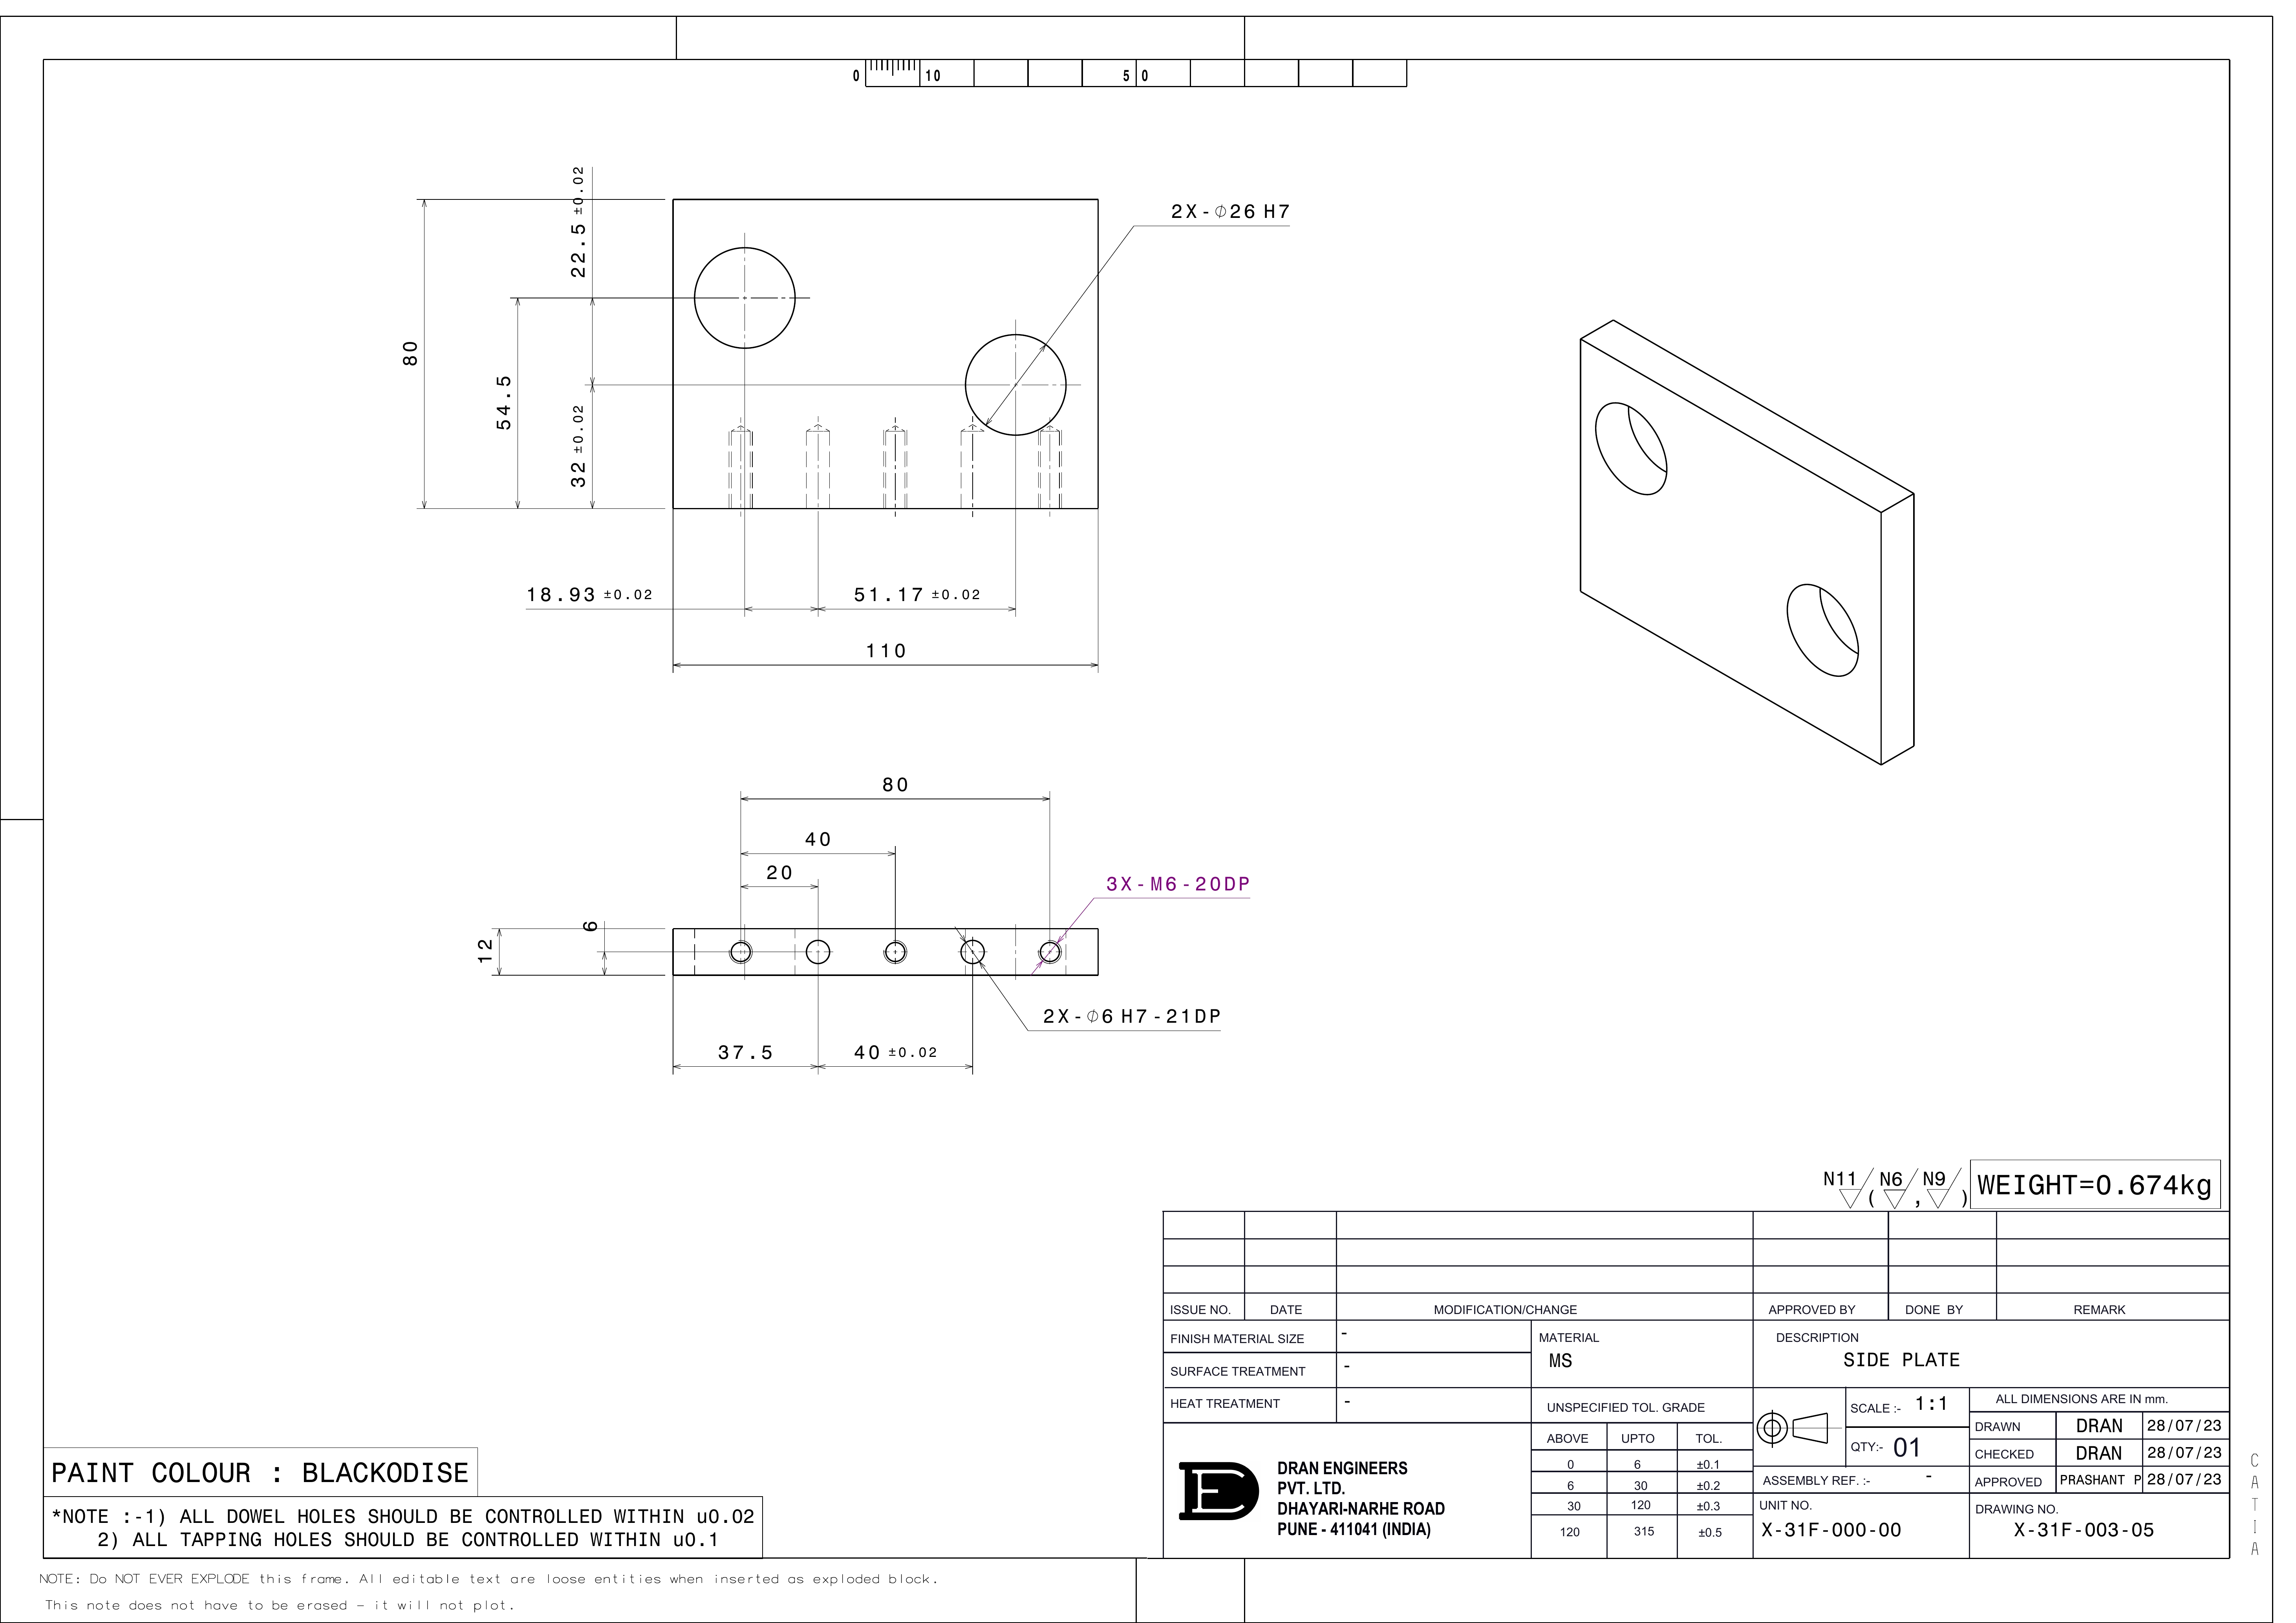 0 10 50
22.5 ±0.02
2X-∅26 H7
80
54.5
32 ±0.02
18.93 ±0.02
51.17 ±0.02
110
80
40
20
3X-M6-20DP
6
12
2X-∅6 H7-21DP
37.5
40 ±0.02
N11 ( N6 , N9 )
WEIGHT=0.674kg
ISSUE NO. DATE MODIFICATION/CHANGE APPROVED BY DONE BY REMARK
FINISH MATERIAL SIZE -
SURFACE TREATMENT -
HEAT TREATMENT -
MATERIAL
MS
DESCRIPTION
SIDE PLATE
UNSPECIFIED TOL. GRADE
ABOVE UPTO TOL.
0 6 ±0.1
6 30 ±0.2
30 120 ±0.3
120 315 ±0.5
SCALE :- 1:1
QTY:- 01
ALL DIMENSIONS ARE IN mm.
DRAWN DRAN 28/07/23
CHECKED DRAN 28/07/23
APPROVED PRASHANT P 28/07/23
ASSEMBLY REF. :- -
UNIT NO.
X-31F-000-00
DRAWING NO.
X-31F-003-05
DRAN ENGINEERS
PVT. LTD.
DHAYARI-NARHE ROAD
PUNE - 411041 (INDIA)
PAINT COLOUR : BLACKODISE
*NOTE :-1) ALL DOWEL HOLES SHOULD BE CONTROLLED WITHIN u0.02
2) ALL TAPPING HOLES SHOULD BE CONTROLLED WITHIN u0.1
CATIA
NOTE: Do NOT EVER EXPLODE this frame. All editable text are loose entities when inserted as exploded block.
This note does not have to be erased - it will not plot.